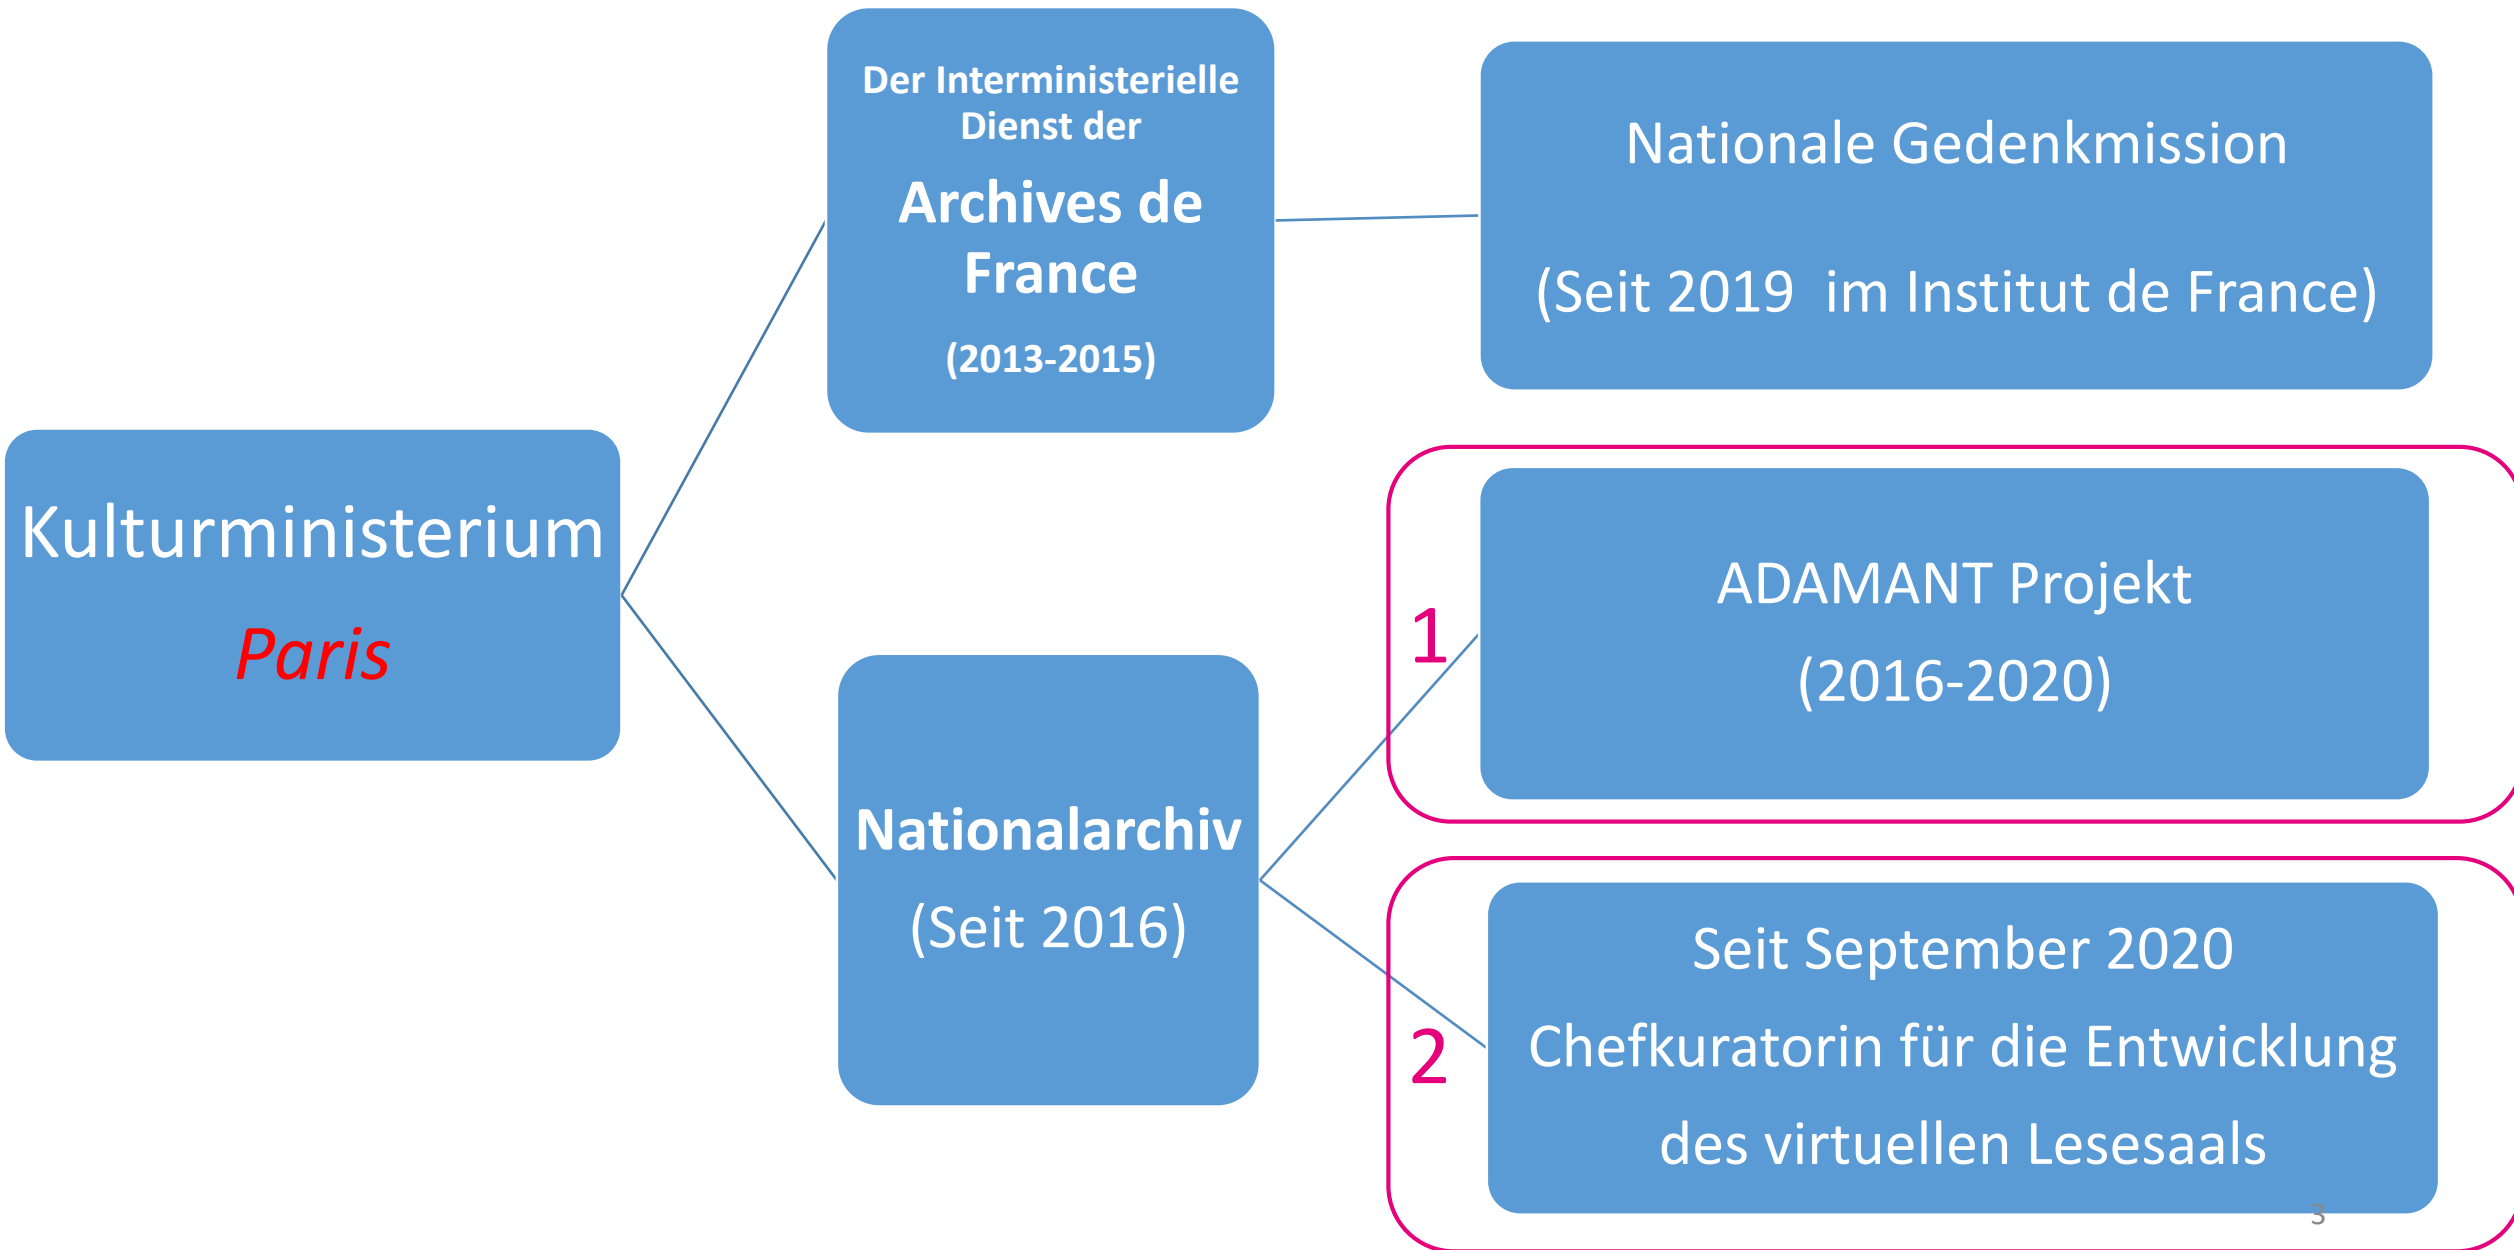 Kulturministerium
Paris
Der Interministerielle
Dienst der
Archives de
France
(2013-2015)
Nationalarchiv
(Seit 2016)
Nationale Gedenkmission
(Seit 2019  im Institut de France)
1
ADAMANT Projekt
(2016-2020)
2
Seit September 2020
Chefkuratorin für die Entwicklung
des virtuellen Lesesaals
3